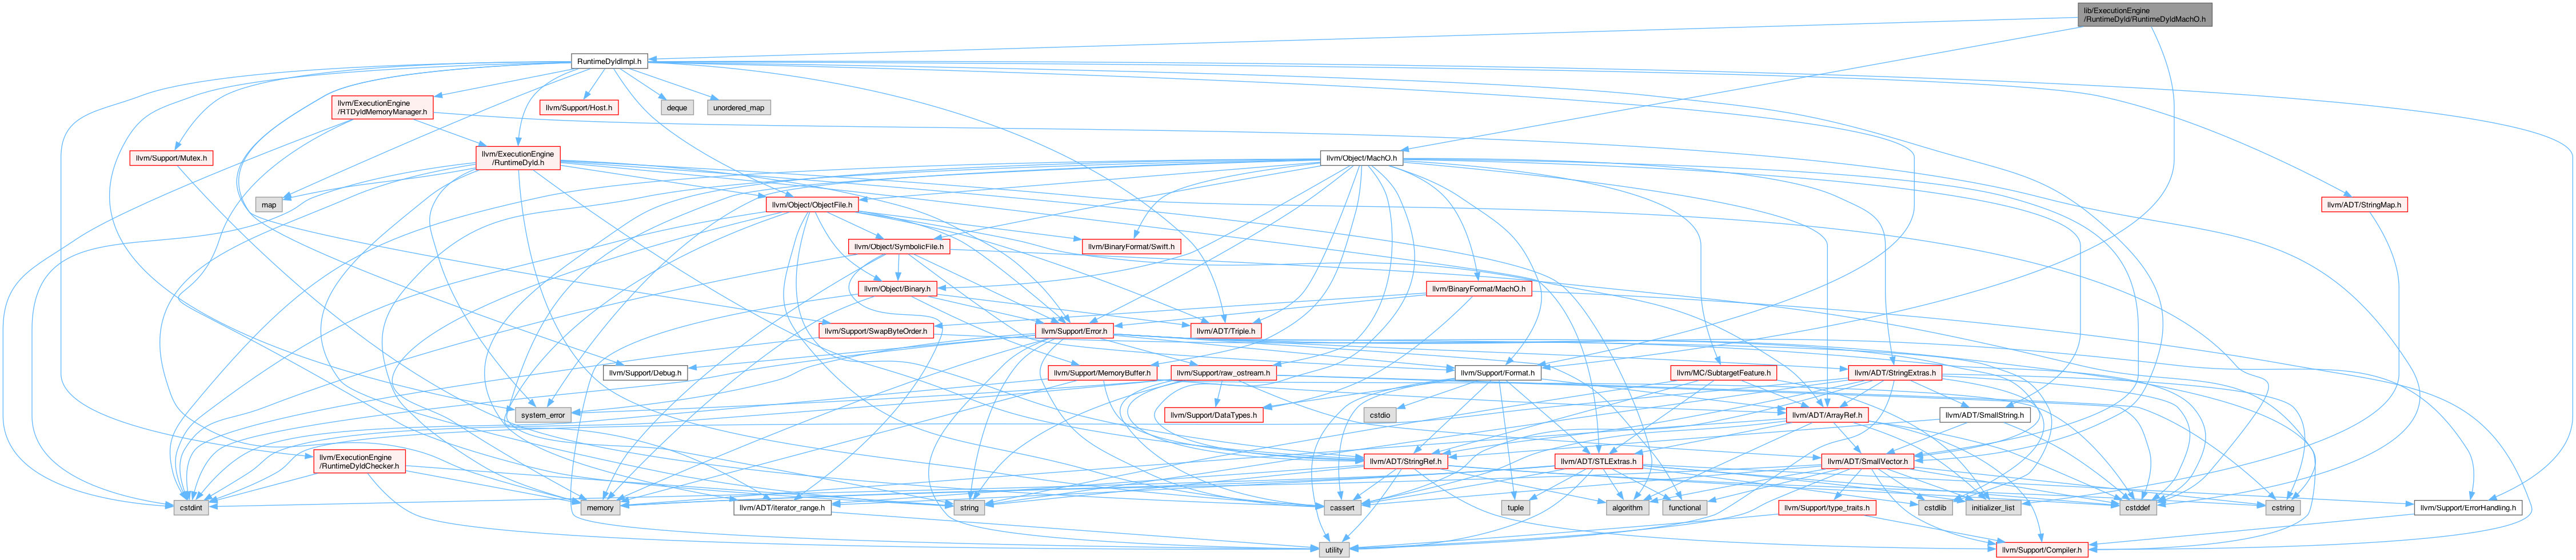 lib/ExecutionEngine
/RuntimeDyld/RuntimeDyldMachO.h
RuntimeDyldImpl.h
llvm/ExecutionEngine
/RTDyldMemoryManager.h
llvm/Support/Host.h
deque
unordered_map
llvm/Support/Mutex.h
llvm/ExecutionEngine
/RuntimeDyld.h
llvm/Object/MachO.h
map
llvm/Object/ObjectFile.h
llvm/ADT/StringMap.h
llvm/Object/SymbolicFile.h
llvm/BinaryFormat/Swift.h
llvm/Object/Binary.h
llvm/BinaryFormat/MachO.h
llvm/Support/SwapByteOrder.h
llvm/Support/Error.h
llvm/ADT/Triple.h
llvm/Support/Debug.h
llvm/Support/MemoryBuffer.h
llvm/Support/raw_ostream.h
llvm/Support/Format.h
llvm/MC/SubtargetFeature.h
llvm/ADT/StringExtras.h
system_error
llvm/Support/DataTypes.h
cstdio
llvm/ADT/ArrayRef.h
llvm/ADT/SmallString.h
llvm/ExecutionEngine
/RuntimeDyldChecker.h
llvm/ADT/StringRef.h
llvm/ADT/STLExtras.h
llvm/ADT/SmallVector.h
cstdint
memory
llvm/ADT/iterator_range.h
string
cassert
tuple
algorithm
functional
llvm/Support/type_traits.h
cstdlib
initializer_list
cstddef
cstring
llvm/Support/ErrorHandling.h
utility
llvm/Support/Compiler.h